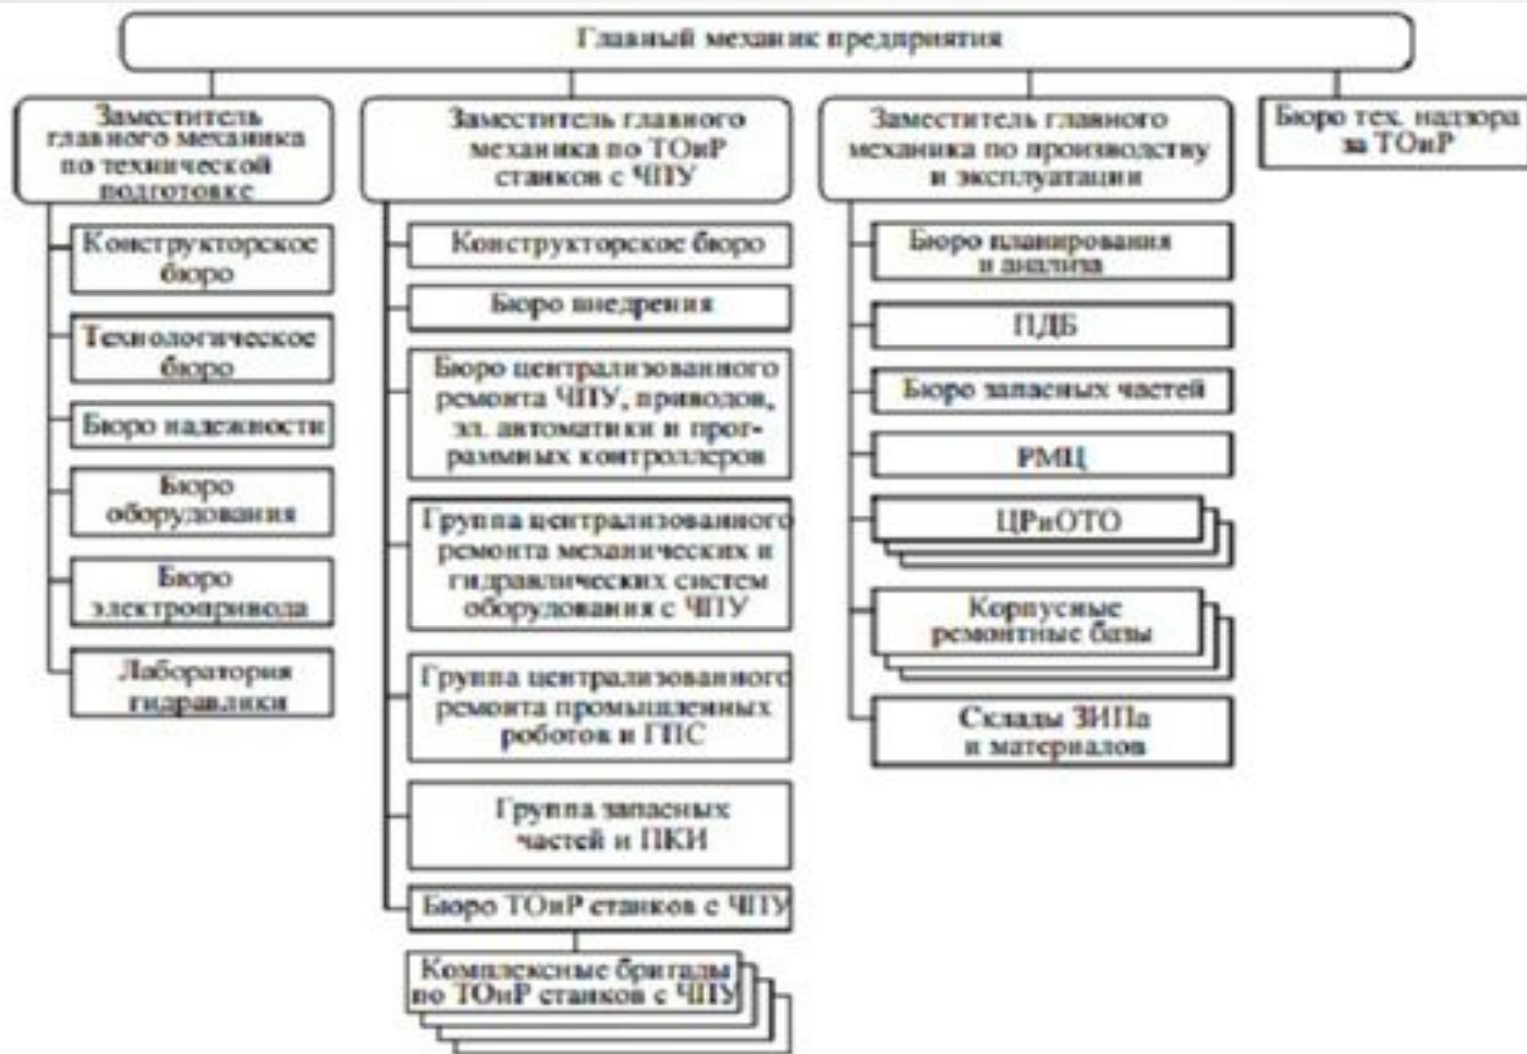 Главный механик предприятия
Заместитель
главного механика
по технической
подготовке
Конструкторское
бюро
Технологическое
бюро
Бюро надежности
Бюро
оборудования
Бюро
электропривода
Лаборатория
гидравлики
Заместитель главного
механика по ТОиР
станков с ЧПУ
Конструкторское бюро
Бюро внедрения
Бюро централизованного
ремонта ЧПУ, приводов,
эл. автоматики и прог-
раммных контроллеров
Группа централизованного
ремонта механических и
гидравлических систем
оборудования с ЧПУ
Группа централизованного
ремонта промышленных
роботов и ГПС
Группа запасных
частей и ПКИ
Бюро ТОиР станков с ЧПУ
Комплексные бригады
по ТОиР станков с ЧПУ
Заместитель главного
механика по производству
и эксплуатации
Бюро планирования
и анализа
ПДБ
Бюро запасных частей
РМЦ
ЦРиОТО
Корпусные
ремонтные базы
Склады ЗИПа
и материалов
Бюро тех. надзора
за ТОиР